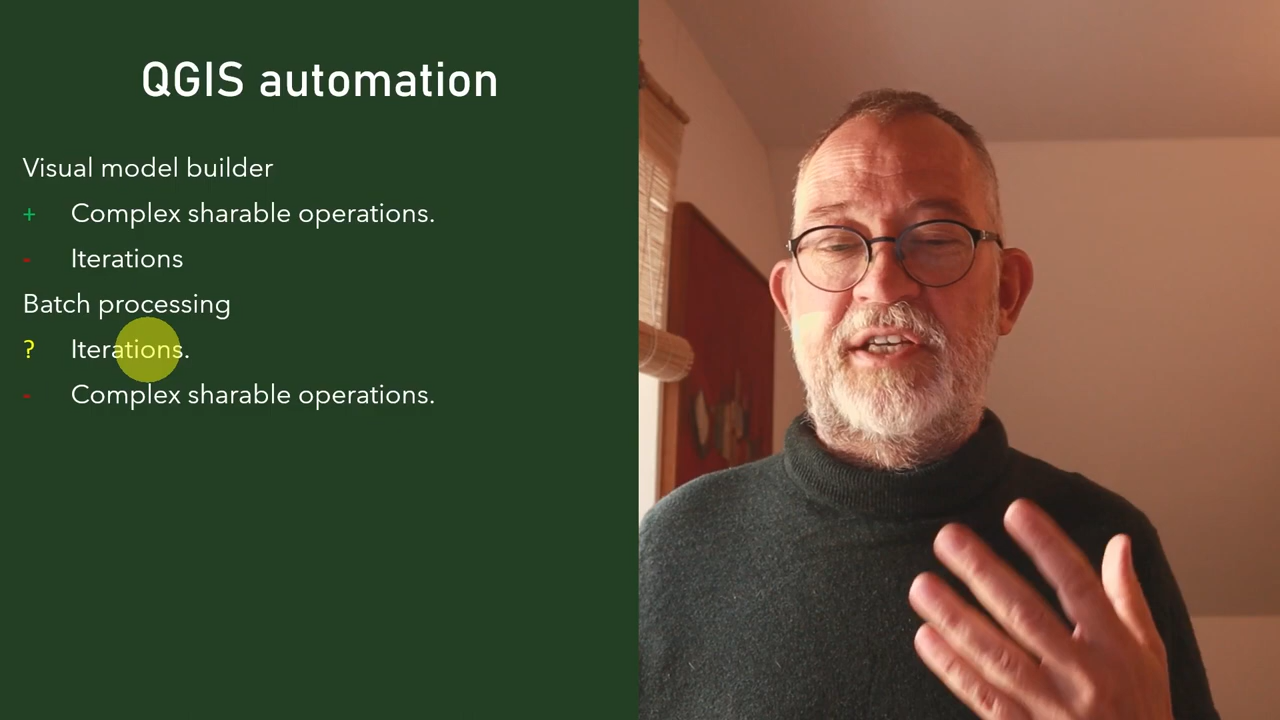 QGIS automation
Visual model builder
+ Complex sharable operations.
- Iterations
Batch processing
? Iterations.
- Complex sharable operations.